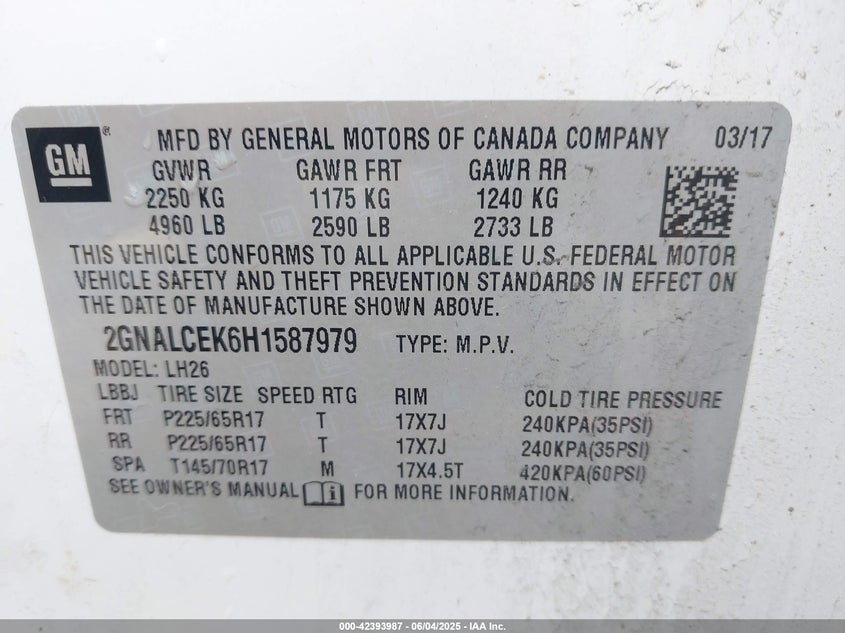 GM ® MFD BY GENERAL MOTORS OF CANADA COMPANY 03/17
GVWR GAWR FRT GAWR RR
2250 KG 1175 KG 1240 KG
4960 LB 2590 LB 2733 LB
THIS VEHICLE CONFORMS TO ALL APPLICABLE U.S. FEDERAL MOTOR
VEHICLE SAFETY AND THEFT PREVENTION STANDARDS IN EFFECT ON
THE DATE OF MANUFACTURE SHOWN ABOVE.
2GNALCEK6H1587979 TYPE: M.P.V.
MODEL: LH26
LBBJ TIRE SIZE SPEED RTG RIM COLD TIRE PRESSURE
FRT P225/65R17 T 17X7J 240KPA(35PSI)
RR P225/65R17 T 17X7J 240KPA(35PSI)
SPA T145/70R17 M 17X4.5T 420KPA(60PSI)
SEE OWNER'S MANUAL FOR MORE INFORMATION.
000-42393987 - 06/04/2025 - IAA Inc.